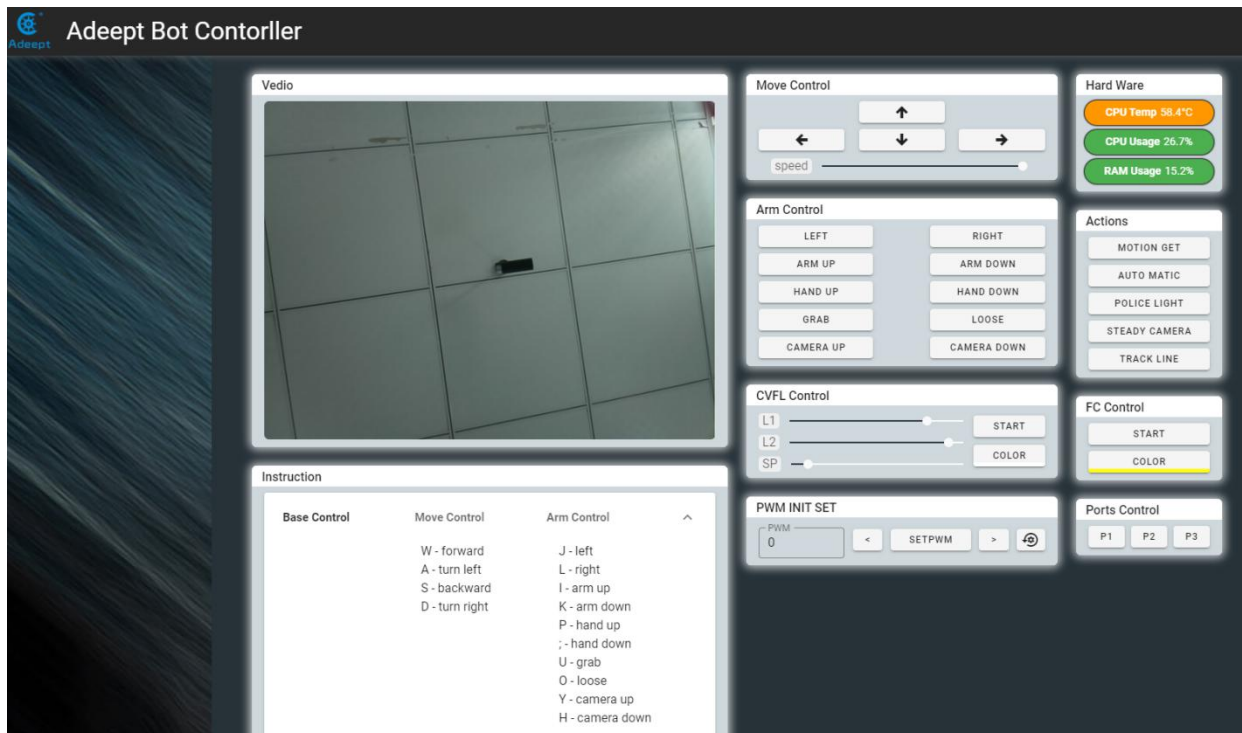 Adeept
Adeept Bot Contorller
Vedio
Move Control
speed
Hard Ware
CPU Temp 58.4°C
CPU Usage 26.7%
RAM Usage 15.2%
Arm Control
LEFT RIGHT
ARM UP ARM DOWN
HAND UP HAND DOWN
GRAB LOOSE
CAMERA UP CAMERA DOWN
Actions
MOTION GET
AUTO MATIC
POLICE LIGHT
STEADY CAMERA
TRACK LINE
CVFL Control
L1
START
L2
COLOR
SP
FC Control
START
COLOR
Instruction
Base Control Move Control Arm Control
W - forward J - left
A - turn left L - right
S - backward I - arm up
D - turn right K - arm down
P - hand up
; - hand down
U - grab
O - loose
Y - camera up
H - camera down
PWM INIT SET
PWM
0 < SETPWM >
Ports Control
P1 P2 P3